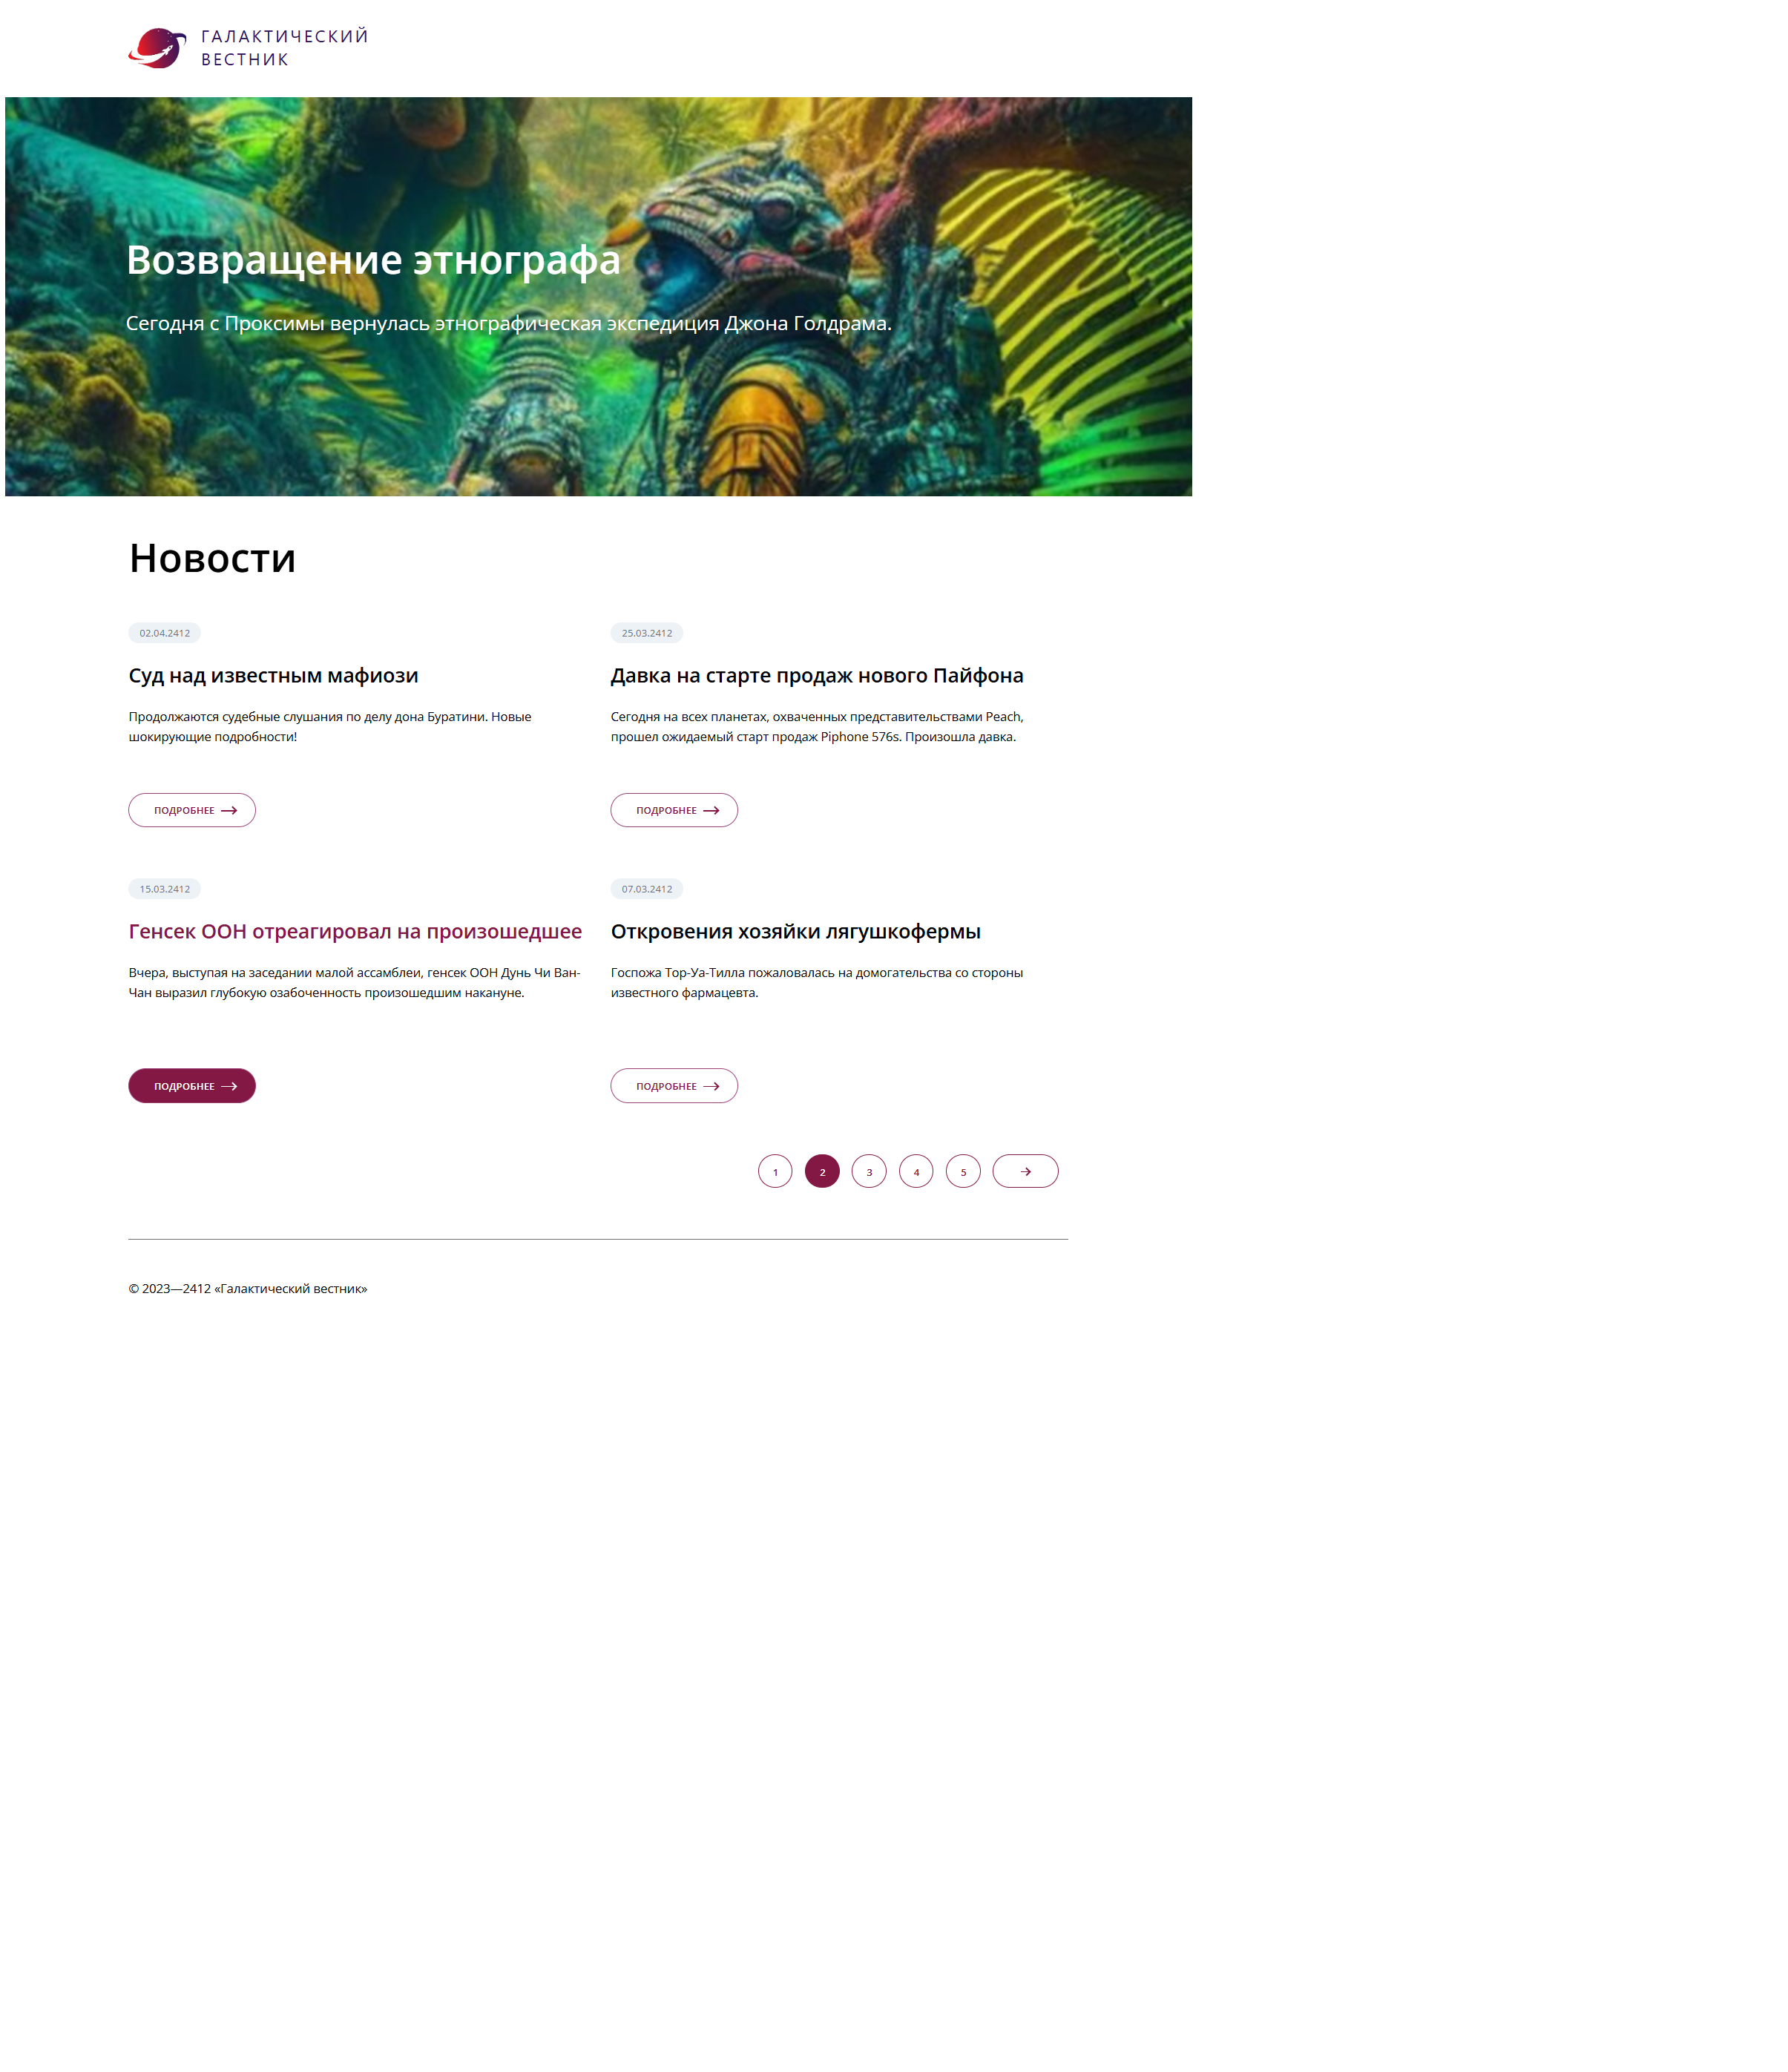 ГАЛАКТИЧЕСКИЙ
ВЕСТНИК
Возвращение этнографа
Сегодня с Проксимы вернулась этнографическая экспедиция Джона Голдрама.
Новости
02.04.2412
Суд над известным мафиози
Продолжаются судебные слушания по делу дона Буратини. Новые
шокирующие подробности!
ПОДРОБНЕЕ
25.03.2412
Давка на старте продаж нового Пайфона
Сегодня на всех планетах, охваченных представительствами Peach,
прошел ожидаемый старт продаж Piphone 576s. Произошла давка.
ПОДРОБНЕЕ
15.03.2412
Генсек ООН отреагировал на произошедшее
Вчера, выступая на заседании малой ассамблеи, генсек ООН Дунь Чи Ван-
Чан выразил глубокую озабоченность произошедшим накануне.
ПОДРОБНЕЕ
07.03.2412
Откровения хозяйки лягушкофермы
Госпожа Тор-Уа-Тилла пожаловалась на домогательства со стороны
известного фармацевта.
ПОДРОБНЕЕ
1 2 3 4 5 →
© 2023—2412 «Галактический вестник»